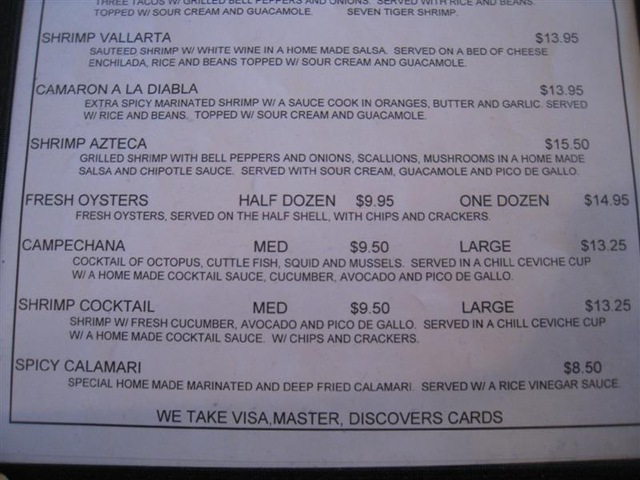 THREE TACOS W/ GRILLED BELL PEPPERS AND ONIONS. SERVED WITH RICE AND BEANS.
TOPPED W/ SOUR CREAM AND GUACAMOLE. SEVEN TIGER SHRIMP.
SHRIMP VALLARTA $13.95
SAUTEED SHRIMP W/ WHITE WINE IN A HOME MADE SALSA. SERVED ON A BED OF CHEESE
ENCHILADA, RICE AND BEANS TOPPED W/ SOUR CREAM AND GUACAMOLE.
CAMARON A LA DIABLA $13.95
EXTRA SPICY MARINATED SHRIMP W/ A SAUCE COOK IN ORANGES, BUTTER AND GARLIC. SERVED
W/ RICE AND BEANS. TOPPED W/ SOUR CREAM AND GUACAMOLE.
SHRIMP AZTECA $15.50
GRILLED SHRIMP WITH BELL PEPPERS AND ONIONS, SCALLIONS, MUSHROOMS IN A HOME MADE
SALSA AND CHIPOTLE SAUCE. SERVED WITH SOUR CREAM, GUACAMOLE AND PICO DE GALLO.
FRESH OYSTERS HALF DOZEN $9.95 ONE DOZEN $14.95
FRESH OYSTERS, SERVED ON THE HALF SHELL, WITH CHIPS AND CRACKERS.
CAMPECHANA MED $9.50 LARGE $13.25
COCKTAIL OF OCTOPUS, CUTTLE FISH, SQUID AND MUSSELS. SERVED IN A CHILL CEVICHE CUP
W/ A HOME MADE COCKTAIL SAUCE, CUCUMBER, AVOCADO AND PICO DE GALLO.
SHRIMP COCKTAIL MED $9.50 LARGE $13.25
SHRIMP W/ FRESH CUCUMBER, AVOCADO AND PICO DE GALLO. SERVED IN A CHILL CEVICHE CUP
W/ A HOME MADE COCKTAIL SAUCE. W/ CHIPS AND CRACKERS.
SPICY CALAMARI $8.50
SPECIAL HOME MADE MARINATED AND DEEP FRIED CALAMARI. SERVED W/ A RICE VINEGAR SAUCE.
WE TAKE VISA,MASTER, DISCOVERS CARDS